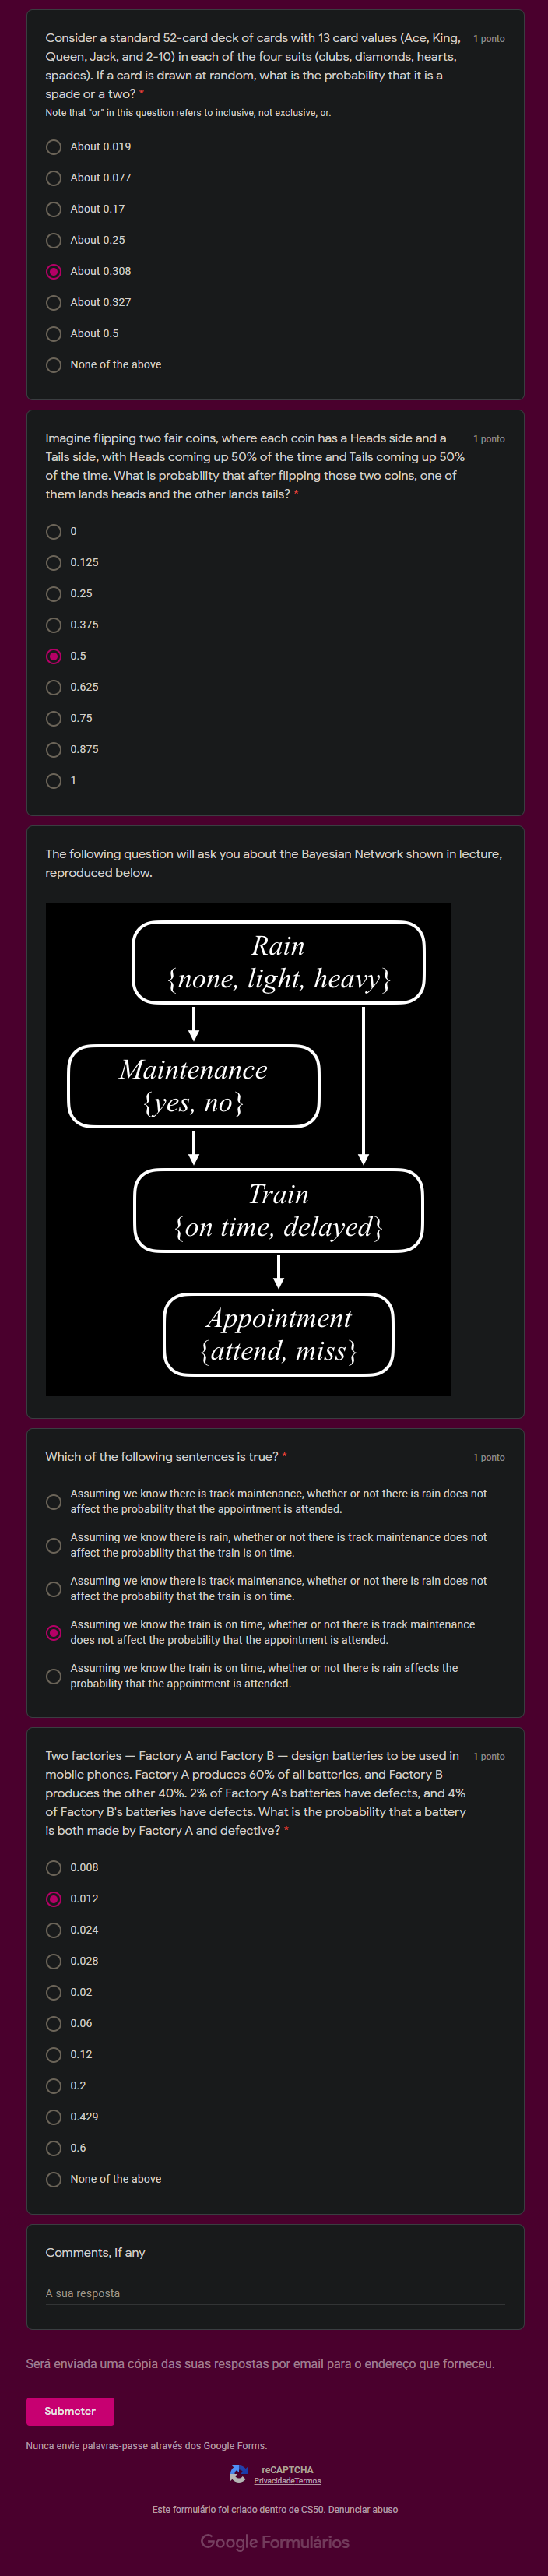 Consider a standard 52-card deck of cards with 13 card values (Ace, King,
1 ponto
Queen, Jack, and 2-10) in each of the four suits (clubs, diamonds, hearts,
spades). If a card is drawn at random, what is the probability that it is a
spade or a two? *
Note that "or" in this question refers to inclusive, not exclusive, or.
About 0.019
About 0.077
About 0.17
About 0.25
About 0.308
About 0.327
About 0.5
None of the above
Imagine flipping two fair coins, where each coin has a Heads side and a
1 ponto
Tails side, with Heads coming up 50% of the time and Tails coming up 50%
of the time. What is probability that after flipping those two coins, one of
them lands heads and the other lands tails? *
0
0.125
0.25
0.375
0.5
0.625
0.75
0.875
1
The following question will ask you about the Bayesian Network shown in lecture,
reproduced below.
Rain
{none, light, heavy}
Maintenance
{yes, no}
Train
{on time, delayed}
Appointment
{attend, miss}
Which of the following sentences is true? *
1 ponto
Assuming we know there is track maintenance, whether or not there is rain does not
affect the probability that the appointment is attended.
Assuming we know there is rain, whether or not there is track maintenance does not
affect the probability that the train is on time.
Assuming we know there is track maintenance, whether or not there is rain does not
affect the probability that the train is on time.
Assuming we know the train is on time, whether or not there is track maintenance
does not affect the probability that the appointment is attended.
Assuming we know the train is on time, whether or not there is rain affects the
probability that the appointment is attended.
Two factories — Factory A and Factory B — design batteries to be used in
1 ponto
mobile phones. Factory A produces 60% of all batteries, and Factory B
produces the other 40%. 2% of Factory A's batteries have defects, and 4%
of Factory B's batteries have defects. What is the probability that a battery
is both made by Factory A and defective? *
0.008
0.012
0.024
0.028
0.02
0.06
0.12
0.2
0.429
0.6
None of the above
Comments, if any
A sua resposta
Será enviada uma cópia das suas respostas por email para o endereço que forneceu.
Submeter
Nunca envie palavras-passe através dos Google Forms.
reCAPTCHA
PrivacidadeTermos
Este formulário foi criado dentro de CS50. Denunciar abuso
Google Formulários